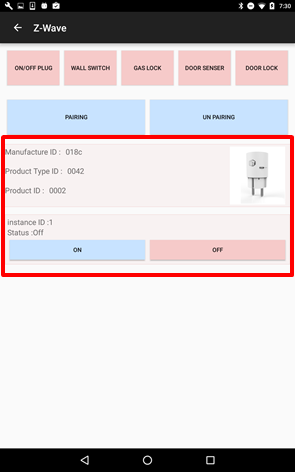 7:30
Z-Wave
ON/OFF PLUG WALL SWITCH GAS LOCK DOOR SENSER DOOR LOCK
PAIRING UN PAIRING
Manufacture ID : 018c
Product Type ID : 0042
Product ID : 0002
instance ID :1
Status :Off
ON OFF